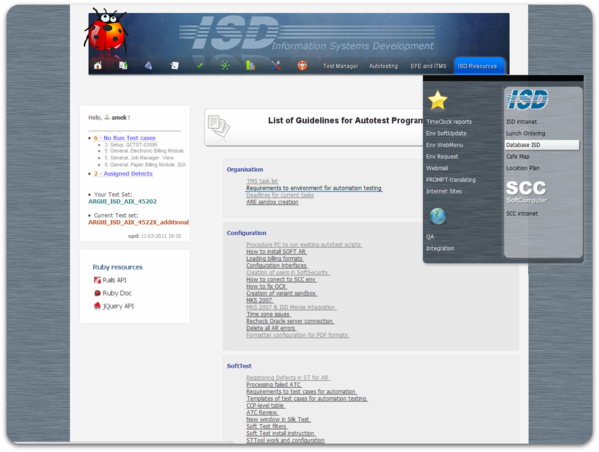 ISD
Information Systems Development
Test Manager Autotesting EFE and ITMS ISD Resources
Hello, amek !
6 - No Run Test cases
3. Setup GCTST-03095
5. General, Electronic Billing Module.
5. General, Job Manager View
5. General, Paper Billing Module. GUI
2 - Assigned Defects
Your Test Set:
ARGUI_ISD_AIX_45202
Current Test set:
ARGUI_ISD_AIX_4522X_additional
upd: 11-03-2011 19:10
Ruby resources
Rails API
Ruby Doc
jQuery API
List of Guidelines for Autotest Program
Organisation
TMS task list
Requirements to environment for automation testing
Deadlines for current tasks
ARE sandox creation
Configuration
Procedure PC to run existing autotest scripts
How to install SOFT AR
Loading billing formats
Configuration interfaces
Creation of users in SoftSecurity
How to conect to SCC env.
How to fix OCX
Creation of variant sandbox
MKS 2007
MKS 2007 & ISD Merge integration
Time zone issues
Recheck Oracle server connection
Delete all AR errors
Formatter configuration for PDF formats
SoftTest
Registering Defects in ST for AR
Processing failed ATC
Requirements to test cases for automation
Templates of test cases for automation testing
CCP-level table
ATC Review
New window in Silk Test
Soft Test filters
Soft Test install instruction
STTool work and configuration
TimeClock reports
Env SoftUpdate
Env WebMenu
Env Request
Webmail
PROMPT-translating
Internet Sites
QA
Integration
ISD
ISD intranet
Lunch Ordering
Database ISD
Cafe Map
Location Plan
SCC
SoftComputer
SCC intranet